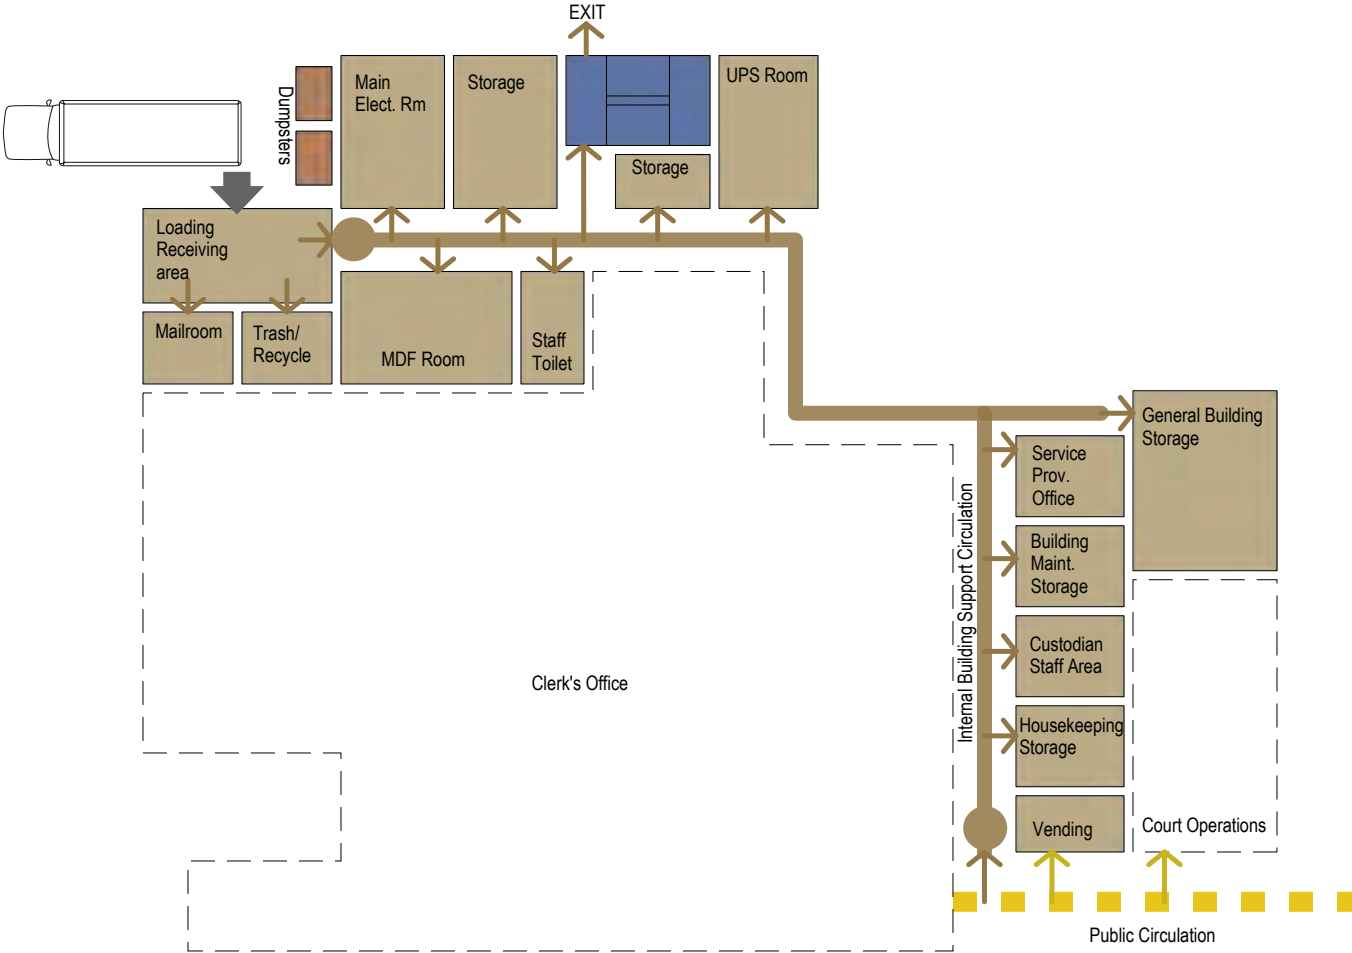 EXIT
Main
Elect. Rm
Storage
UPS Room
Dumpsters
Storage
Loading
Receiving
area
Mailroom
Trash/
Recycle
MDF Room
Staff
Toilet
General Building
Storage
Service
Prov.
Office
Building
Maint.
Storage
Internal Building Support Circulation
Custodian
Staff Area
Clerk's Office
Housekeeping
Storage
Vending
Court Operations
Public Circulation